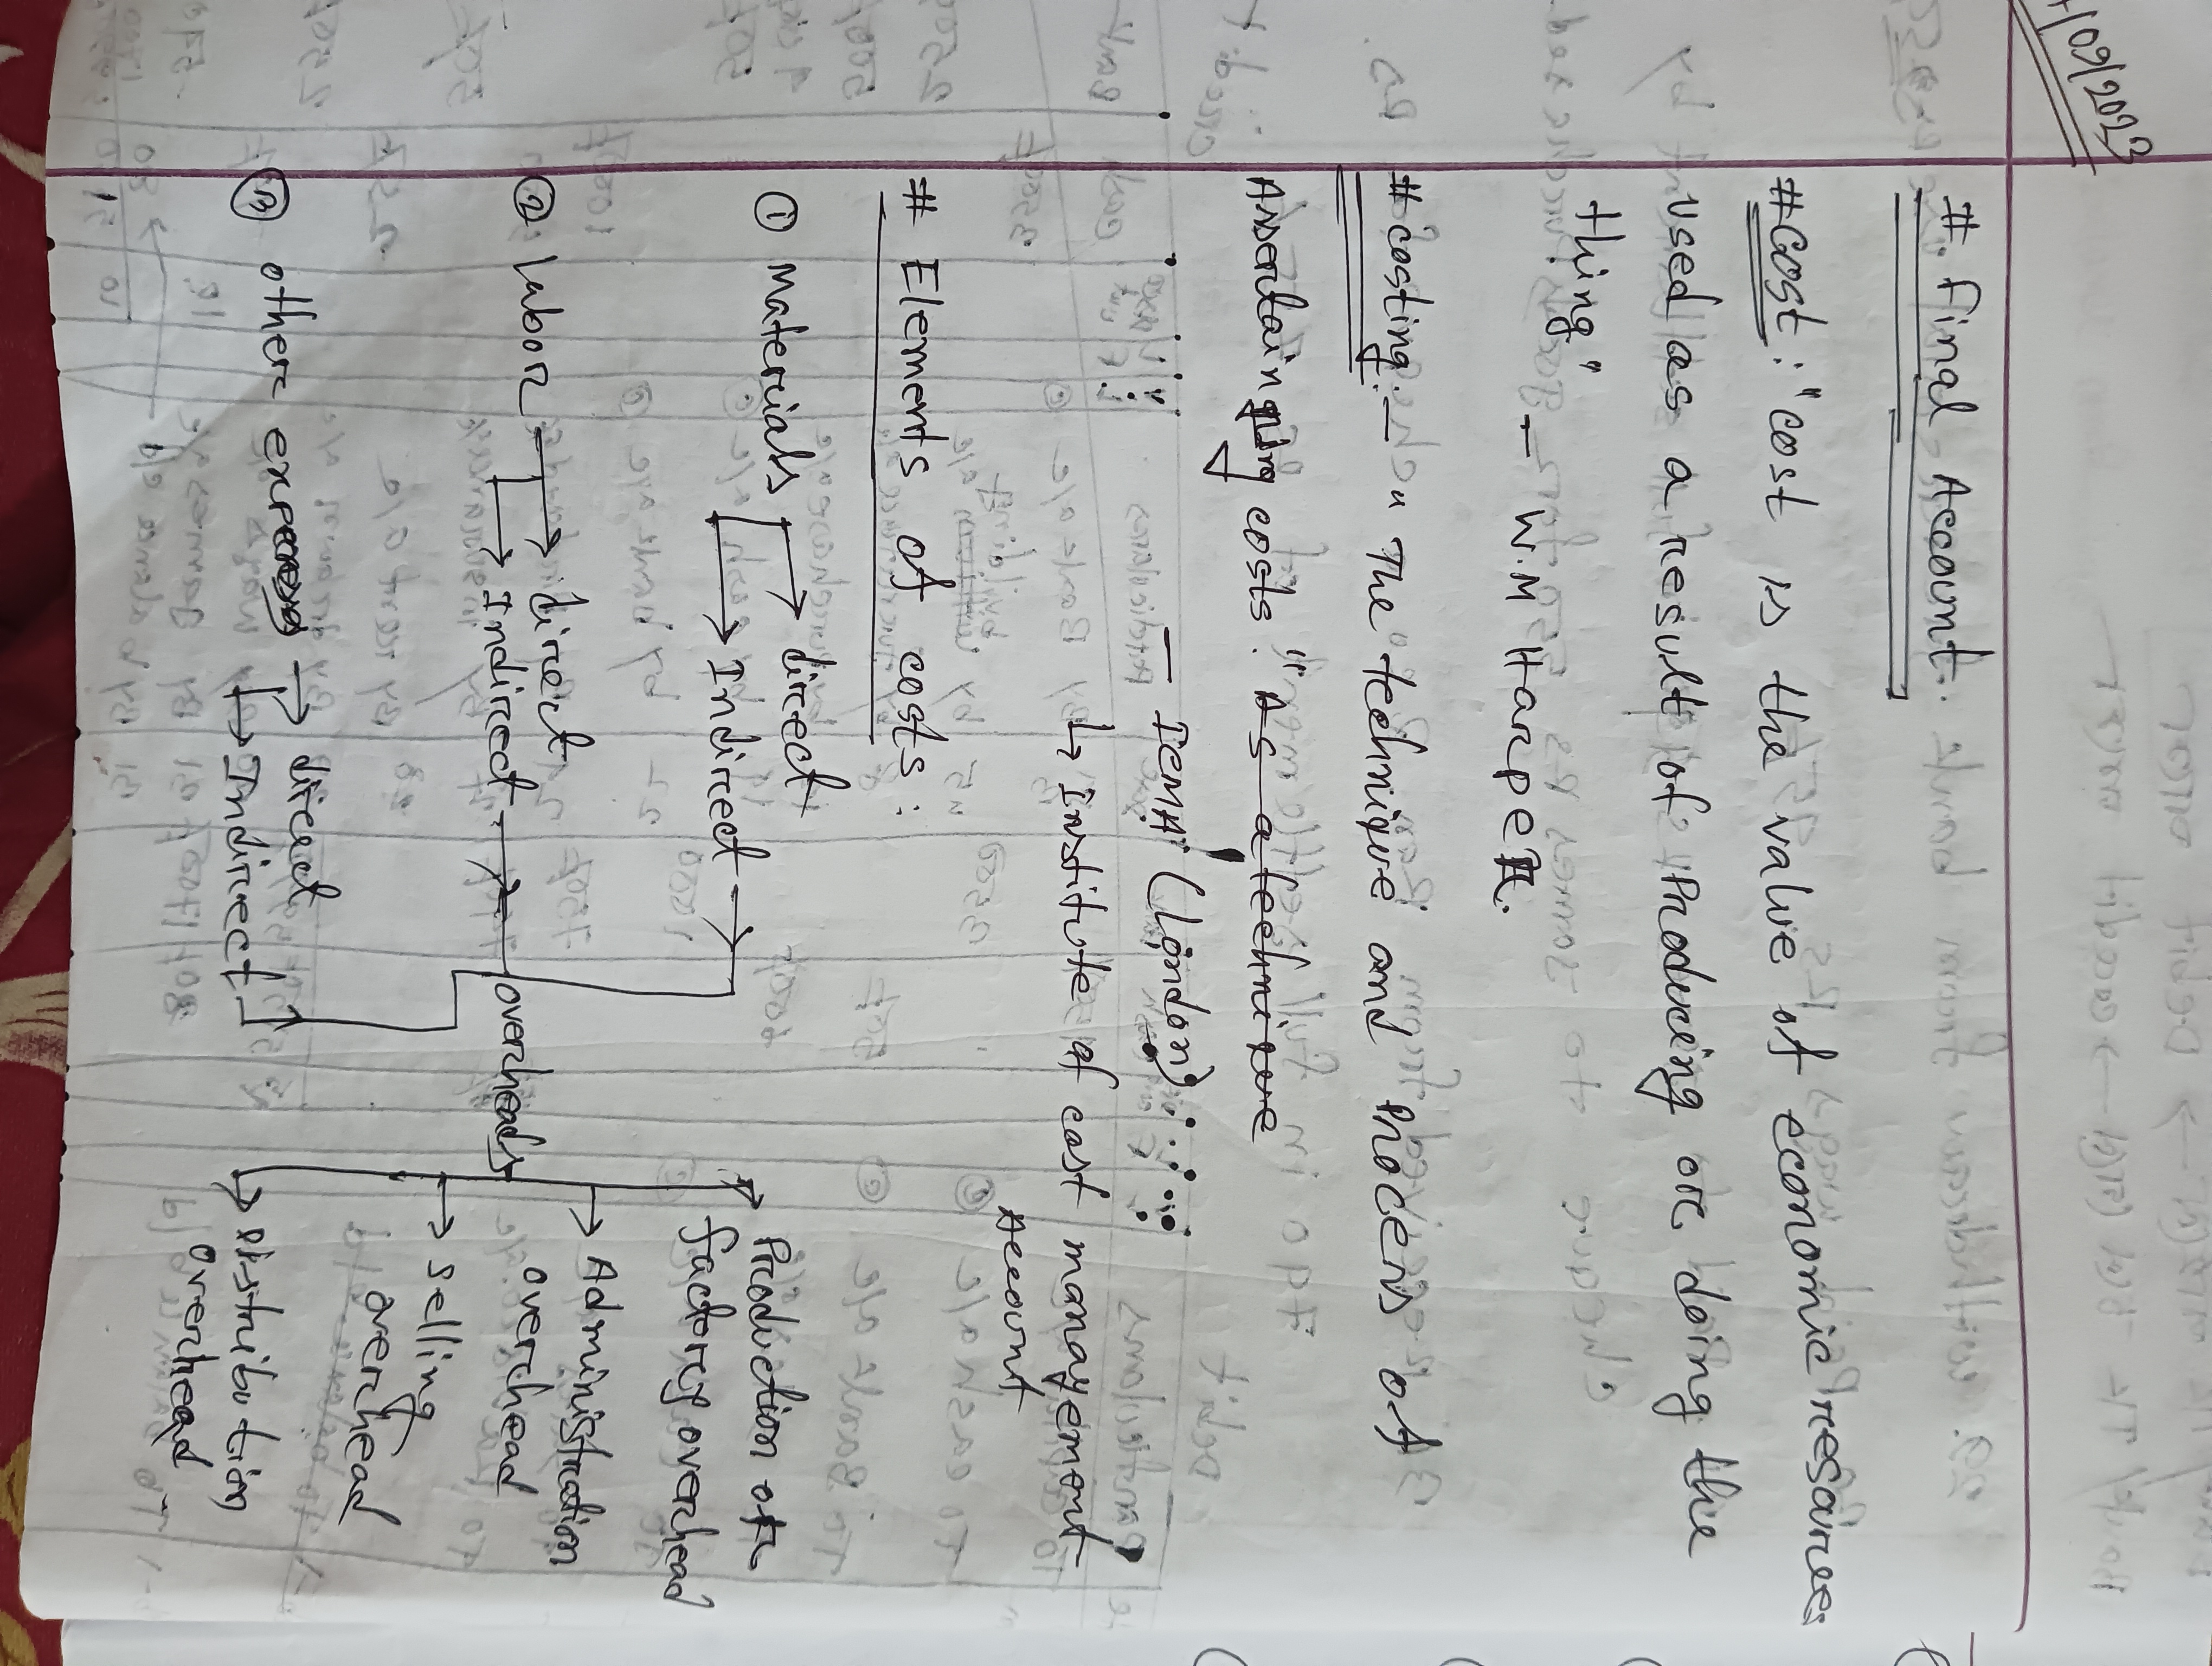 /09/2023
# Final Account.
# Cost : "cost is the value of economic resources
used as a result of Producing or doing the
thing"
— W.M Harper.
# costing :— " The technique and Process of
Assertaining costs." As a technique
— ICMA (London)
↳ Institute of cost management
Account
# Elements of costs :
① Materials → direct
→ Indirect →
② labor → direct
→ Indirect → overheads
③ other expenses → direct
→ Indirect
→ Production or
factory overhead
→ Administration
overhead
→ selling
overhead
→ Distribution
overhead